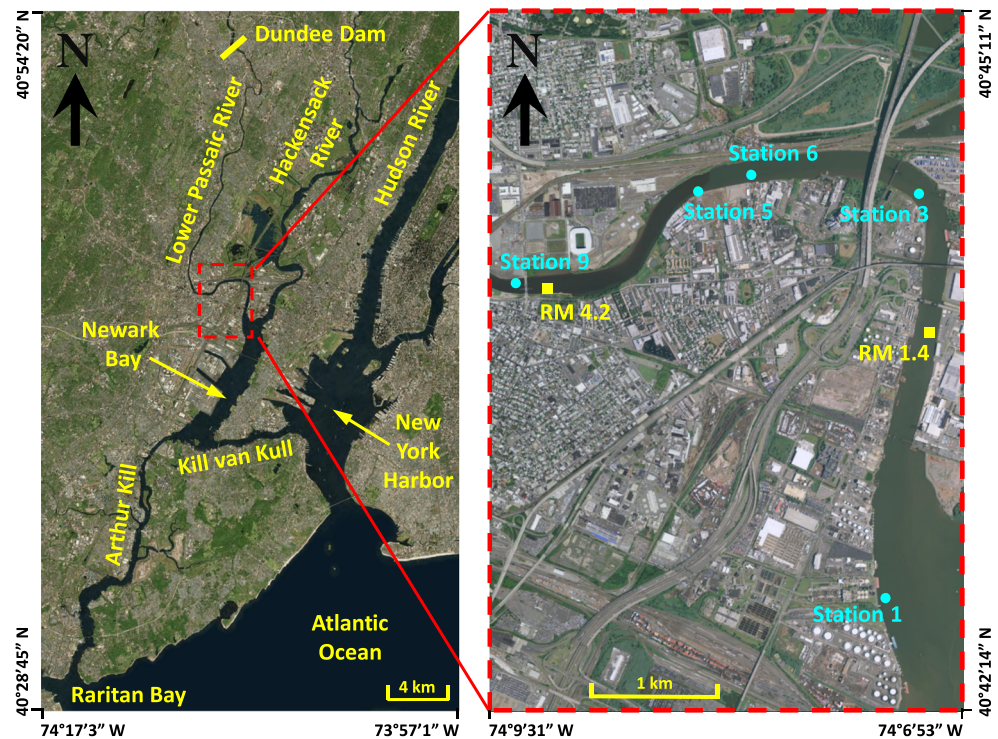 40°54'20" N
N
Dundee Dam
Lower Passaic River
Hackensack
River
Hudson River
Newark
Bay
Kill van Kull
New
York
Harbor
Arthur Kill
Atlantic
Ocean
Raritan Bay
4 km
40°28'45" N
74°17'3" W
73°57'1" W
N
40°45'11" N
Station 6
Station 5
Station 3
Station 9
RM 4.2
RM 1.4
Station 1
1 km
40°42'14" N
74°9'31" W
74°6'53" W